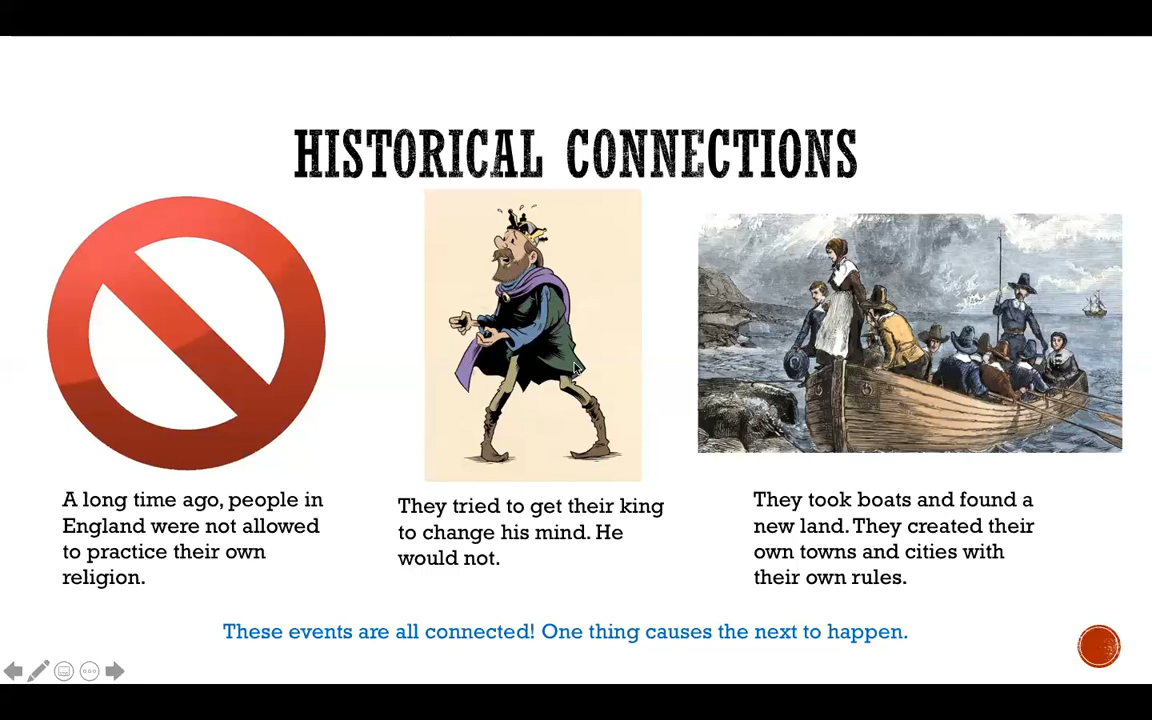 HISTORICAL CONNECTIONS
A long time ago, people in
England were not allowed
to practice their own
religion.
They tried to get their king
to change his mind. He
would not.
They took boats and found a
new land. They created their
own towns and cities with
their own rules.
These events are all connected! One thing causes the next to happen.